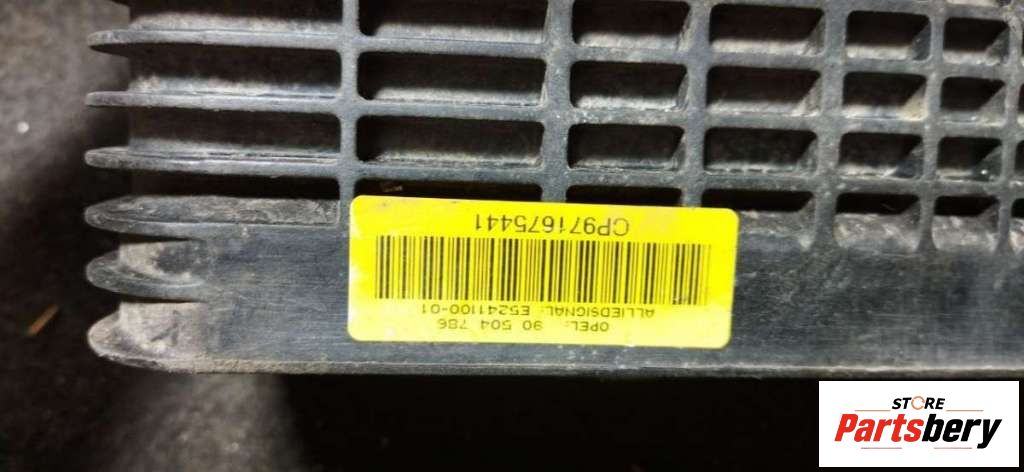 OPEL: 90 504 786
ALLIEDSIGNAL: E5241100-01
CP971675441
STORE
Partsbery